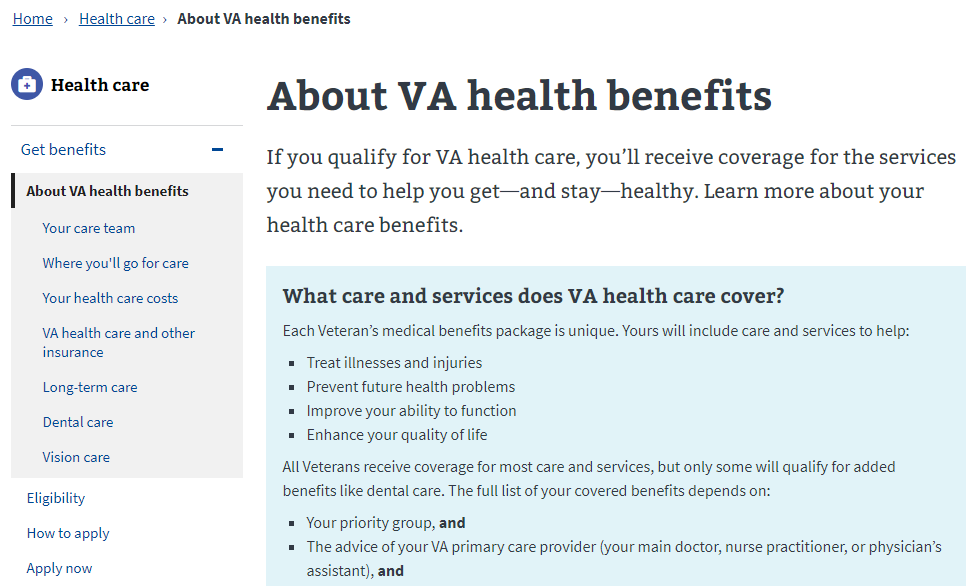 Home › Health care › About VA health benefits
Health care
Get benefits
About VA health benefits
Your care team
Where you'll go for care
Your health care costs
VA health care and other
insurance
Long-term care
Dental care
Vision care
Eligibility
How to apply
Apply now
About VA health benefits
If you qualify for VA health care, you’ll receive coverage for the services
you need to help you get—and stay—healthy. Learn more about your
health care benefits.
What care and services does VA health care cover?
Each Veteran’s medical benefits package is unique. Yours will include care and services to help:
▪ Treat illnesses and injuries
▪ Prevent future health problems
▪ Improve your ability to function
▪ Enhance your quality of life
All Veterans receive coverage for most care and services, but only some will qualify for added
benefits like dental care. The full list of your covered benefits depends on:
▪ Your priority group, and
▪ The advice of your VA primary care provider (your main doctor, nurse practitioner, or physician’s
assistant), and